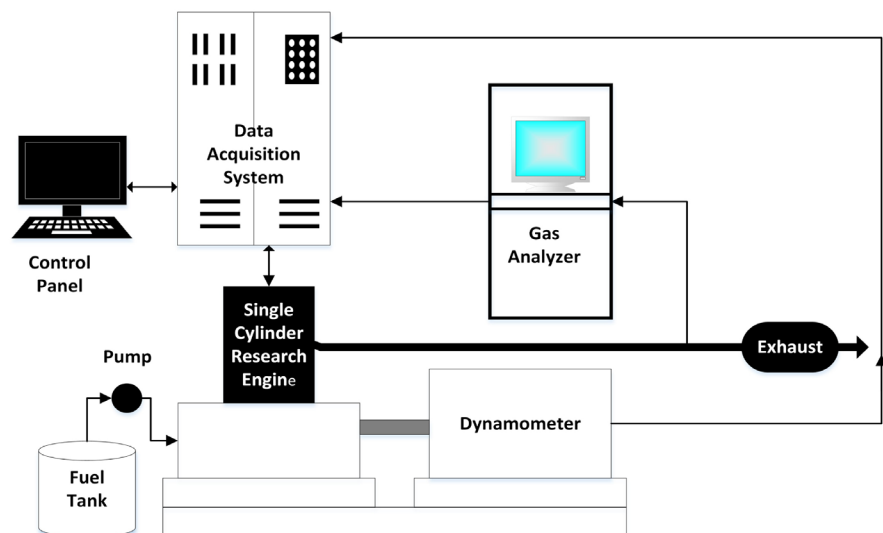 Data
Acquisition
System
Gas
Analyzer
Control
Panel
Single
Cylinder
Research
Engine
Exhaust
Pump
Dynamometer
Fuel
Tank